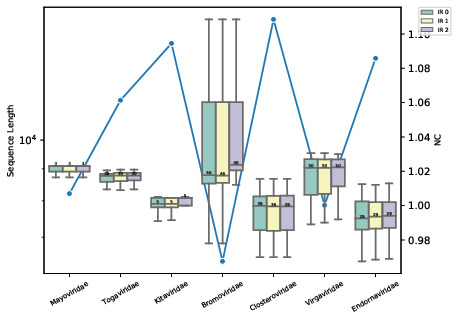 IR 0
IR 1
IR 2
Sequence Length
10⁴
1.10
1.08
1.06
1.04
1.02
1.00
0.98
NC
Mayoviridae
Togaviridae
Kitaviridae
Bromoviridae
Closteroviridae
Virgaviridae
Endornaviridae